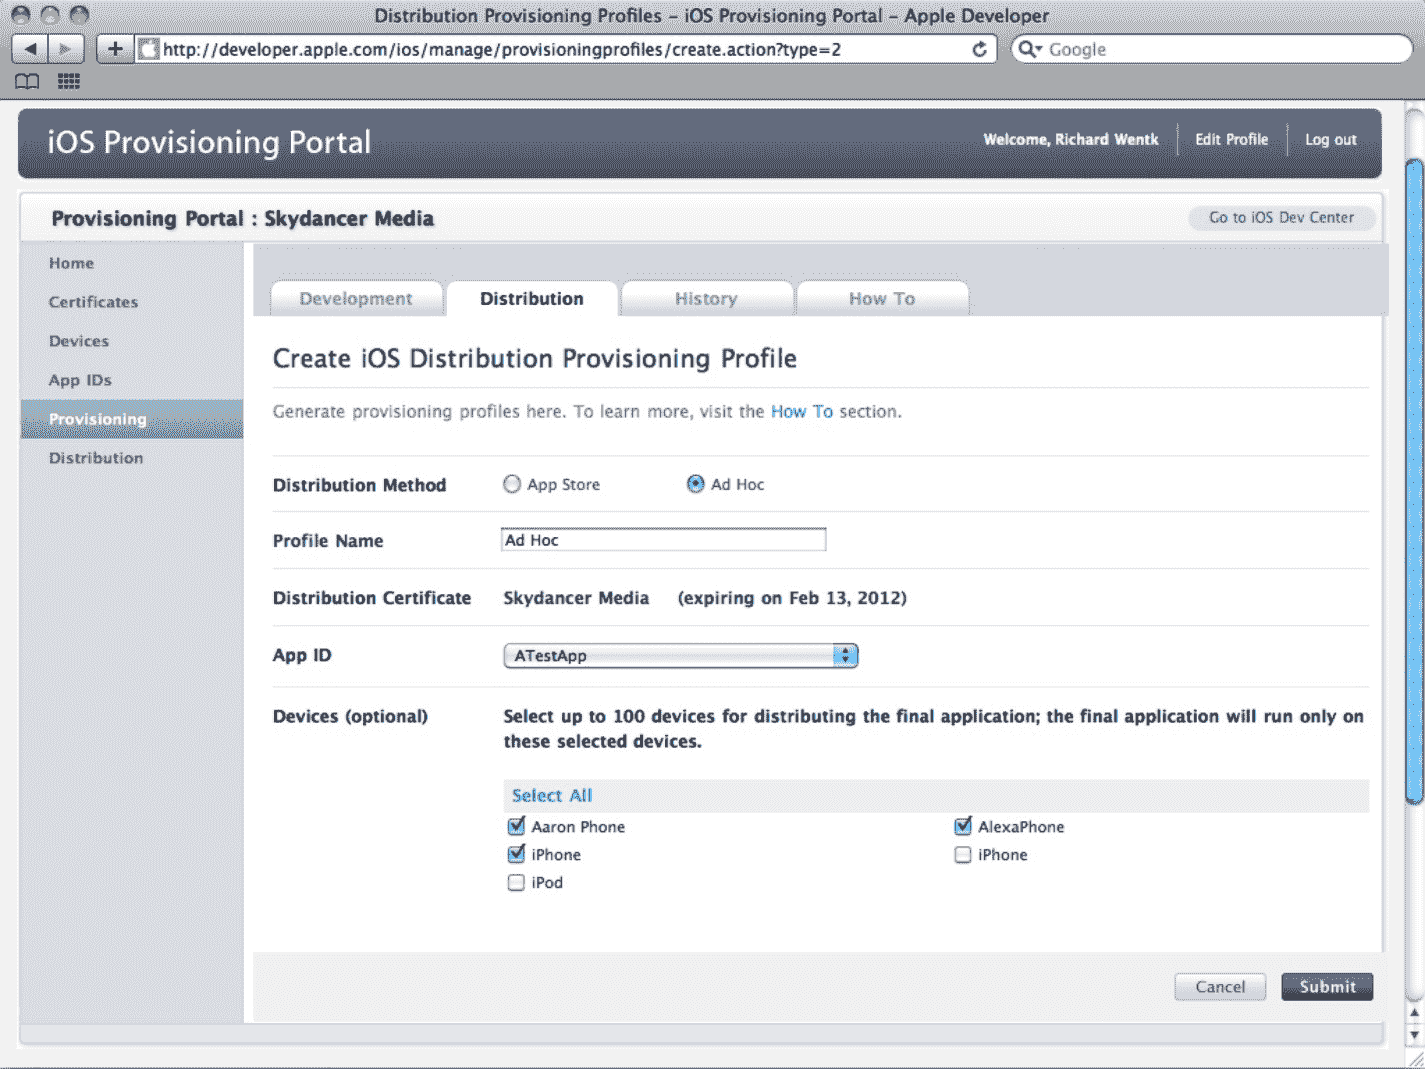 Distribution Provisioning Profiles – iOS Provisioning Portal – Apple Developer
http://developer.apple.com/ios/manage/provisioningprofiles/create.action?type=2
Google
iOS Provisioning Portal
Welcome, Richard Wentk
Edit Profile
Log out
Provisioning Portal : Skydancer Media
Go to iOS Dev Center
Home
Certificates
Devices
App IDs
Provisioning
Distribution
Development
Distribution
History
How To
Create iOS Distribution Provisioning Profile
Generate provisioning profiles here. To learn more, visit the How To section.
Distribution Method
App Store
Ad Hoc
Profile Name
Ad Hoc
Distribution Certificate
Skydancer Media (expiring on Feb 13, 2012)
App ID
ATestApp
Devices (optional)
Select up to 100 devices for distributing the final application; the final application will run only on
these selected devices.
Select All
Aaron Phone
AlexaPhone
iPhone
iPhone
iPod
Cancel
Submit